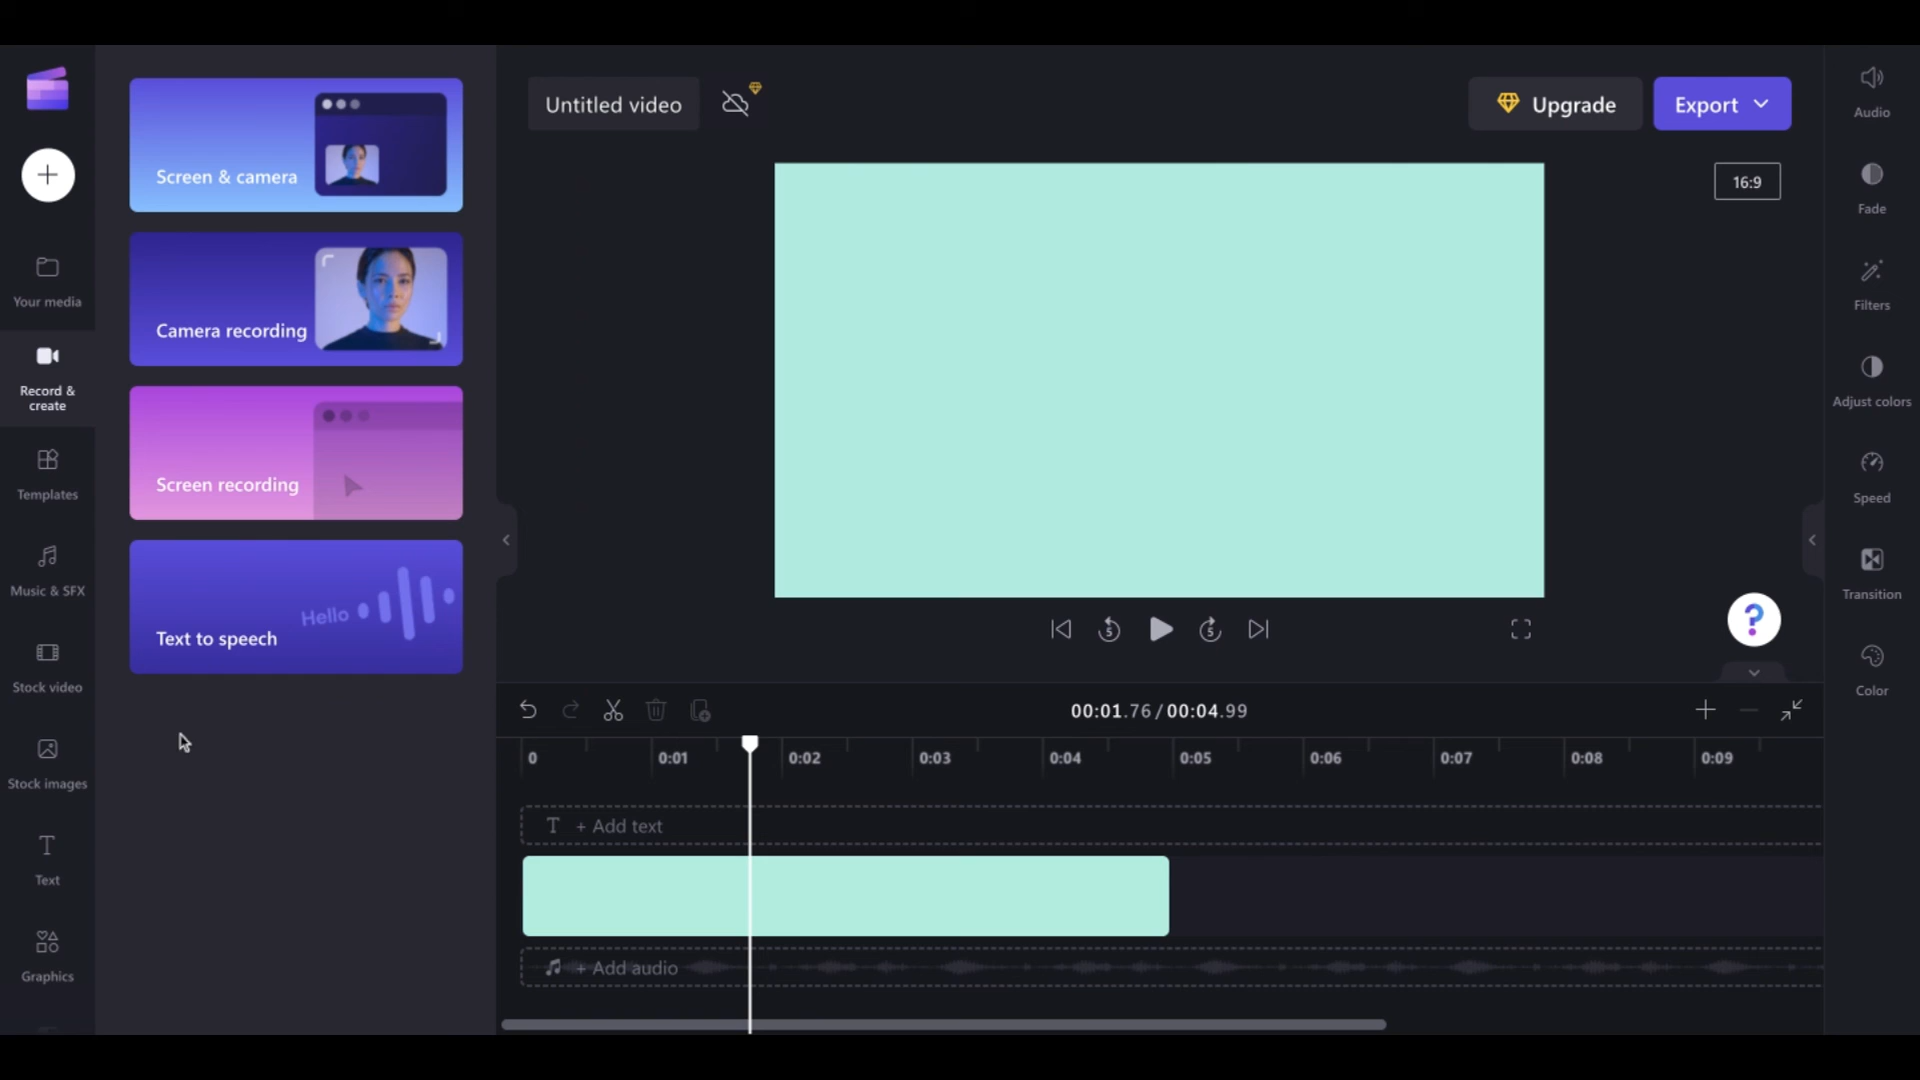 Your media
Record &
create
Templates
Music & SFX
Stock video
Stock images
Text
Graphics
Screen & camera
Camera recording
Screen recording
Hello
Text to speech
Untitled video
Upgrade
Export
16:9
5
5
?
00:01.76/00:04.99
0
0:01
0:02
0:03
0:04
0:05
0:06
0:07
0:08
0:09
T + Add text
+ Add audio
Audio
Fade
Filters
Adjust colors
Speed
Transition
Color